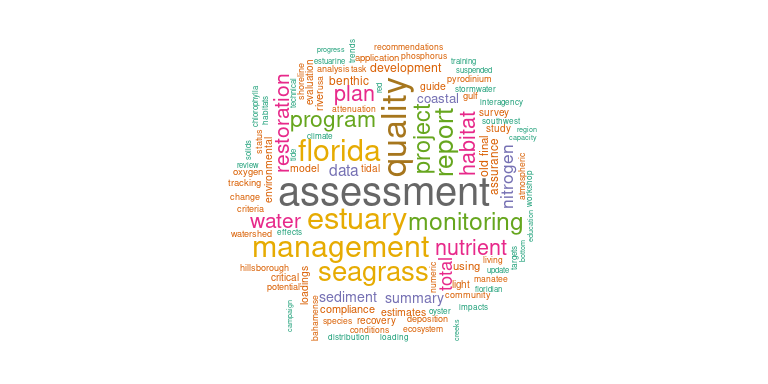 progress
trends
recommendations
estuarine
application
phosphorus
training
analysis
task
development
suspended
shoreline
evaluation
technical
restoration
riverusa
benthic
plan
red
quality
guide
pyrodinium
stormwater
chlorophylla
habitats
attenuation
coastal
gulf
interagency
program
project
report
habitat
survey
southwest
status
climate
study
region
capacity
solids
environmental
tide
florida
old
final
assurance
review
oxygen
model
data
tidal
nitrogen
atmospheric
workshop
tracking
change
assessment
criteria
water
estuary
monitoring
education
watershed
effects
management
nutrient
targets
bottom
hillsborough
critical
potential
loadings
seagrass
numeric
total
using
living
update
light
manatee
floridian
sediment
summary
community
campaign
bahamense
compliance
estimates
oyster
impacts
species
recovery
deposition
conditions
ecosystem
creeks
distribution
loading